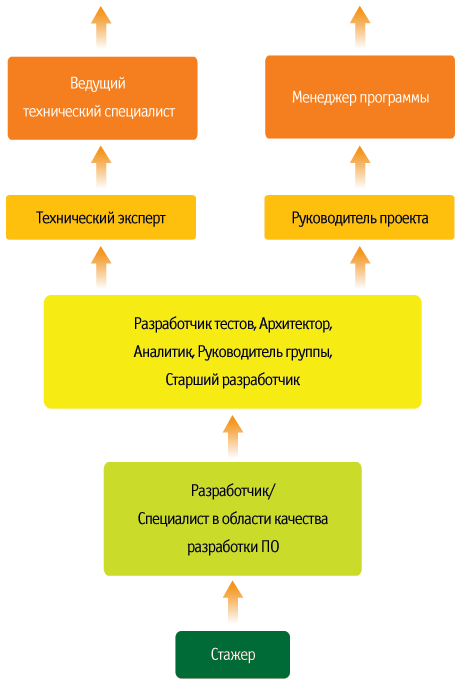 Ведущий
технический специалист
Менеджер программы
Технический эксперт
Руководитель проекта
Разработчик тестов, Архитектор,
Аналитик, Руководитель группы,
Старший разработчик
Разработчик/
Специалист в области качества
разработки ПО
Стажер